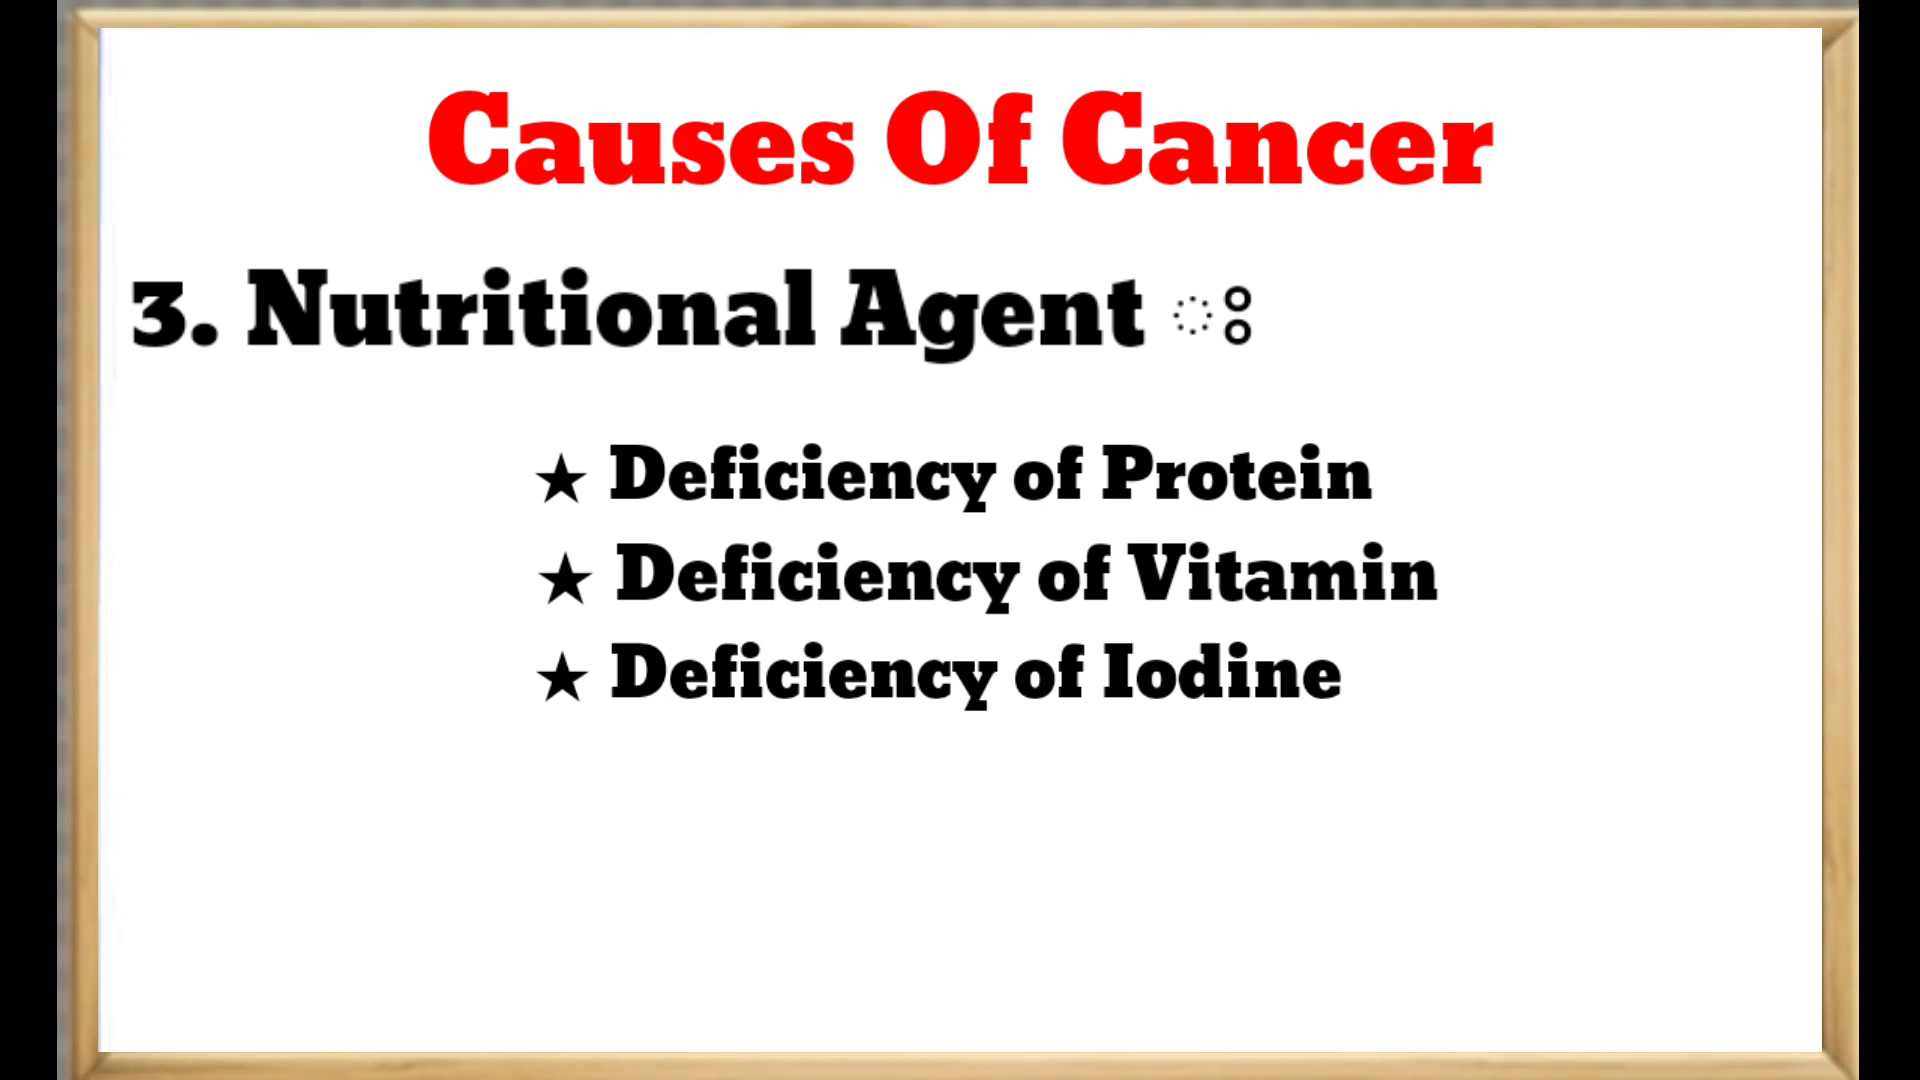 Causes Of Cancer
3. Nutritional Agent ঃ
★ Deficiency of Protein
★ Deficiency of Vitamin
★ Deficiency of Iodine